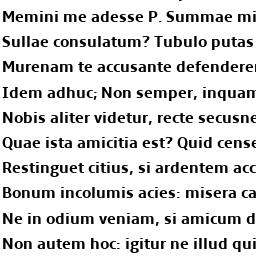 Memini me adesse P. Summae mi
Sullae consulatum? Tubulo putas
Murenam te accusante defenderem
Idem adhuc; Non semper, inquam
Nobis aliter videtur, recte secusne
Quae ista amicitia est? Quid cense
Restinguet citius, si ardentem acc
Bonum incolumis acies: misera ca
Ne in odium veniam, si amicum d
Non autem hoc: igitur ne illud qui